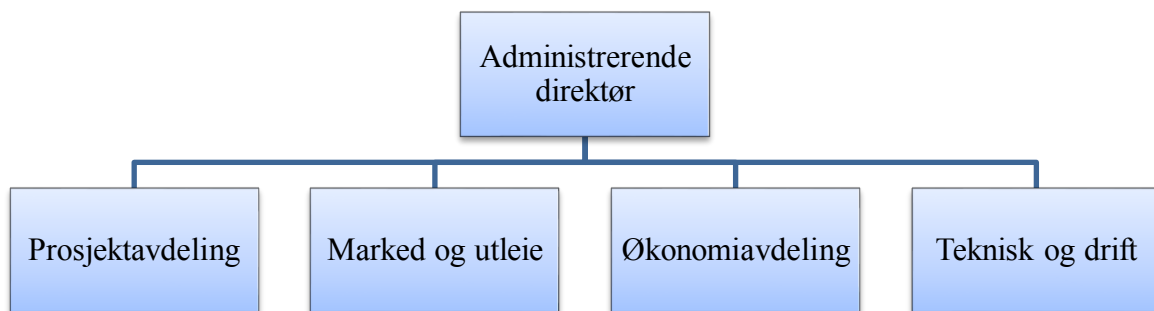 Administrerende
direktør
Prosjektavdeling
Marked og utleie
Økonomiavdeling
Teknisk og drift